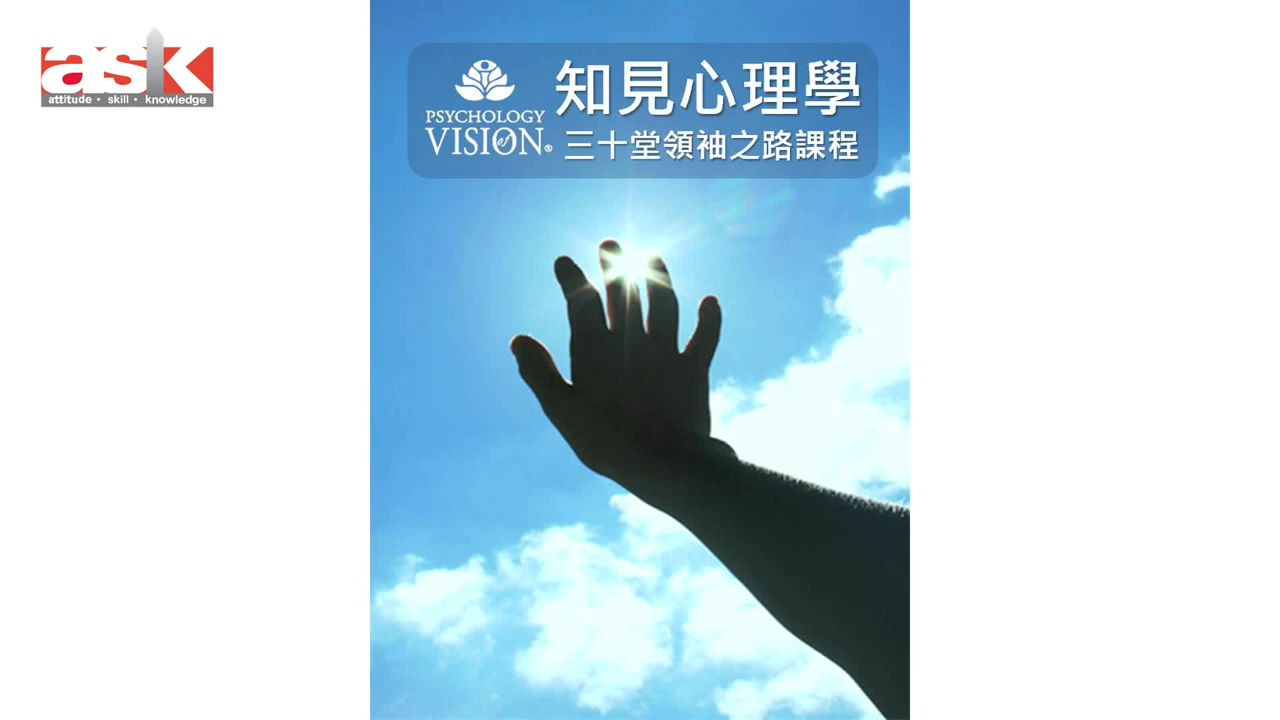 ask
attitude • skill • knowledge
知見心理學
PSYCHOLOGY
of
VISION®
三十堂領袖之路課程